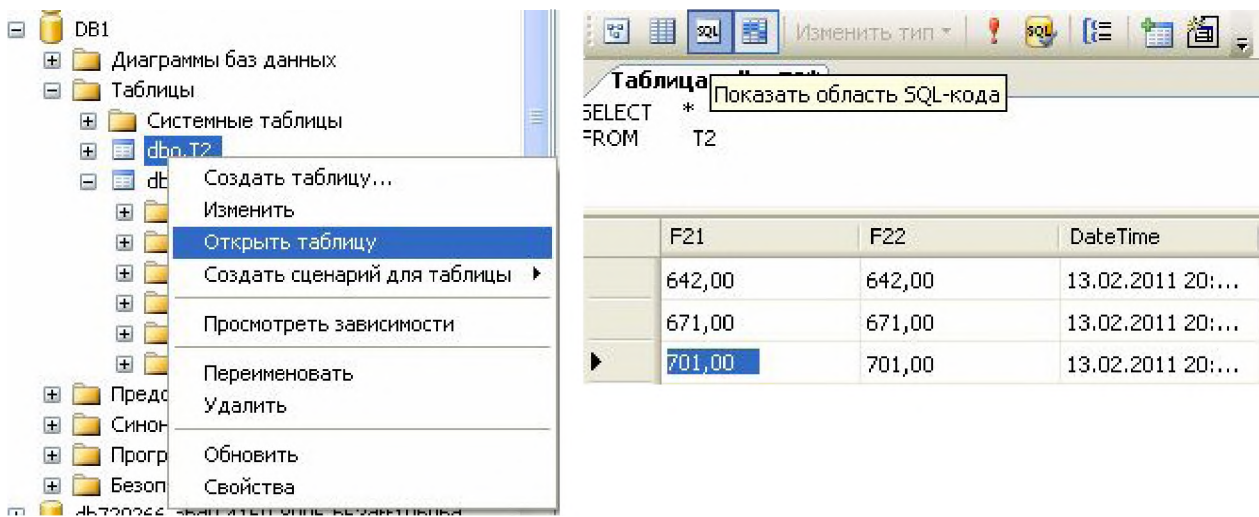 DB1
Диаграммы баз данных
Таблицы
Системные таблицы
dbo.T2
Создать таблицу...
Изменить
Открыть таблицу
Создать сценарий для таблицы
Просмотреть зависимости
Переименовать
Удалить
Обновить
Свойства
SQL Изменить тип SQL
Таблица
Показать область SQL-кода
SELECT *
FROM T2
F21 F22 DateTime
642,00 642,00 13.02.2011 20:...
671,00 671,00 13.02.2011 20:...
701,00 701,00 13.02.2011 20:...